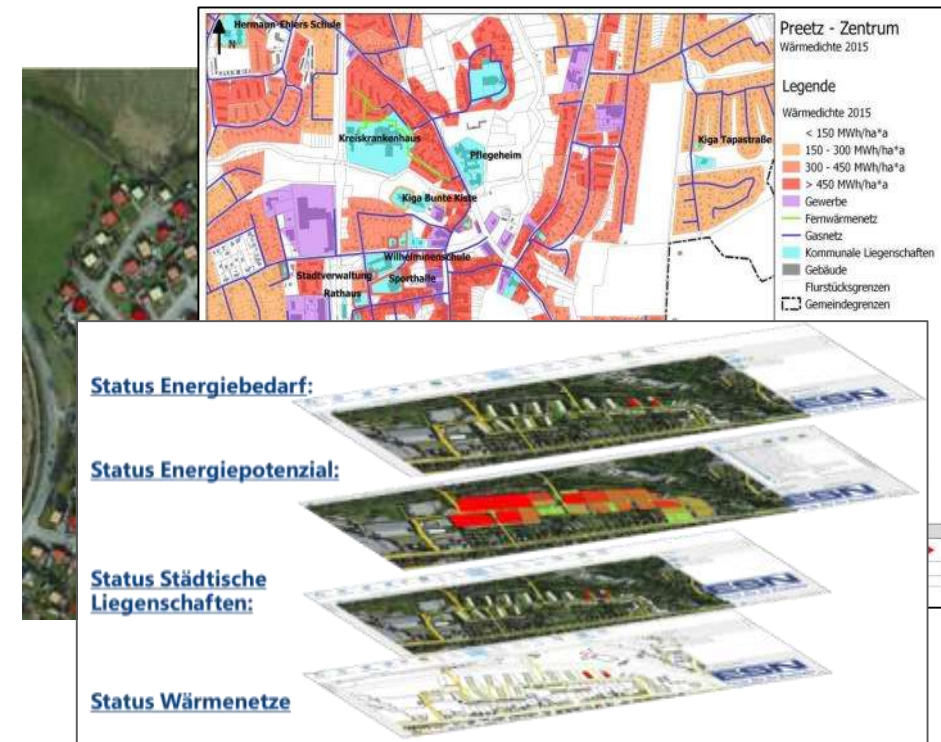 Hermann-Ehlers Schule
N
Kreiskrankenhaus
Pflegeheim
Kiga Tapastraße
Kiga Bunte Kiste
Wilhelminenschule
Stadtverwaltung
Sporthalle
Rathaus
Preetz - Zentrum
Wärmedichte 2015
Legende
Wärmedichte 2015
< 150 MWh/ha*a
150 - 300 MWh/ha*a
300 - 450 MWh/ha*a
> 450 MWh/ha*a
Gewerbe
Fernwärmenetz
Gasnetz
Kommunale Liegenschaften
Gebäude
Flurstücksgrenzen
Gemeindegrenzen
Status Energiebedarf:
Status Energiepotenzial:
Status Städtische
Liegenschaften:
Status Wärmenetze